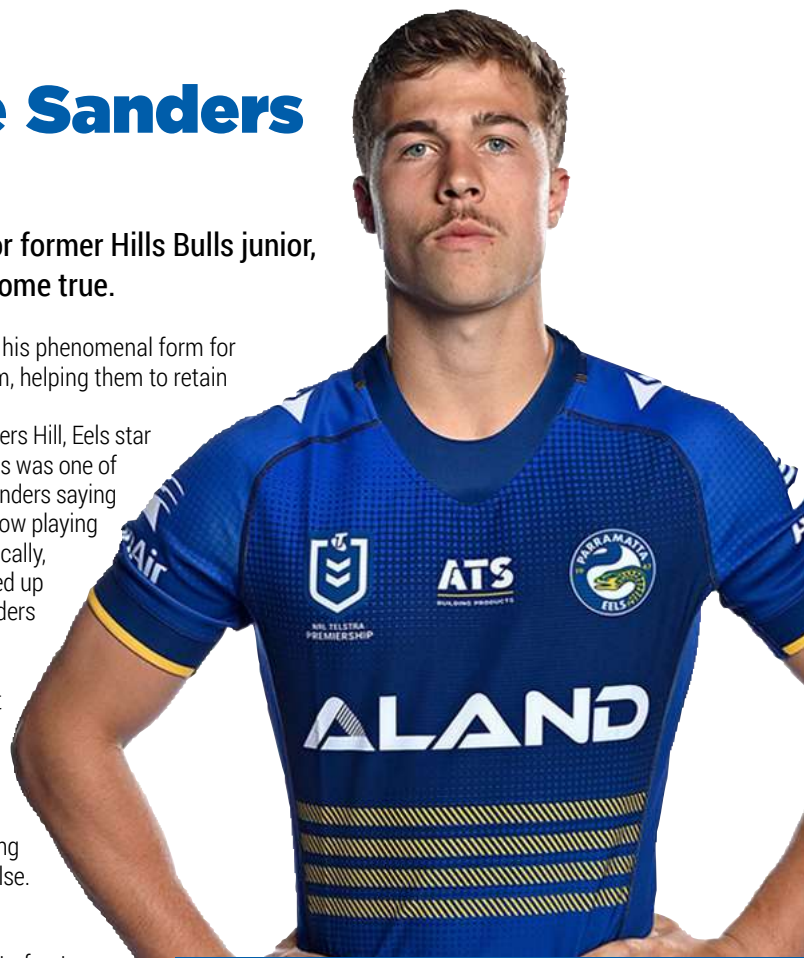 Sanders
former Hills Bulls junior,
ome true.
his phenomenal form for
helping them to retain
ers Hill, Eels star
s was one of
nders saying
ow playing
cally,
ed up
ders
ng
lse.
Air
NRL TELSTRA
PREMIERSHIP
ATS
BUILDING PRODUCTS
PARRAMATTA
EELS
ALAND